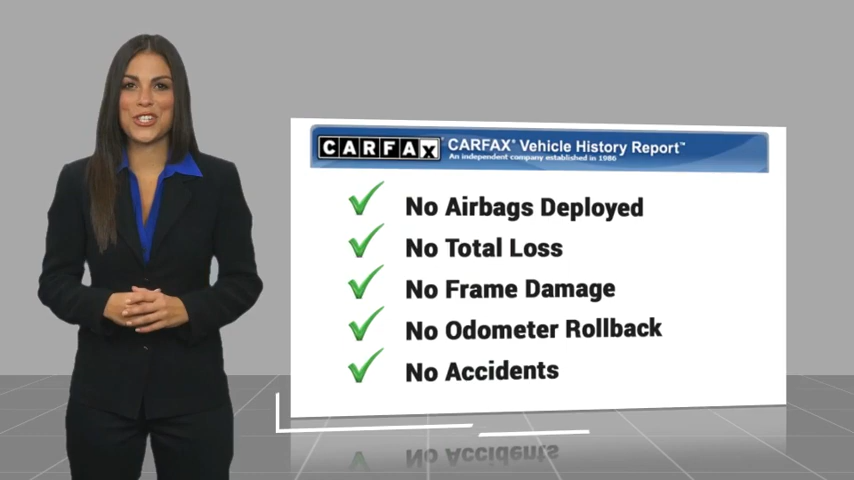 CARFAX® CARFAX® Vehicle History Report™
An independent company established in 1986
No Airbags Deployed
No Total Loss
No Frame Damage
No Odometer Rollback
No Accidents
No Accidents